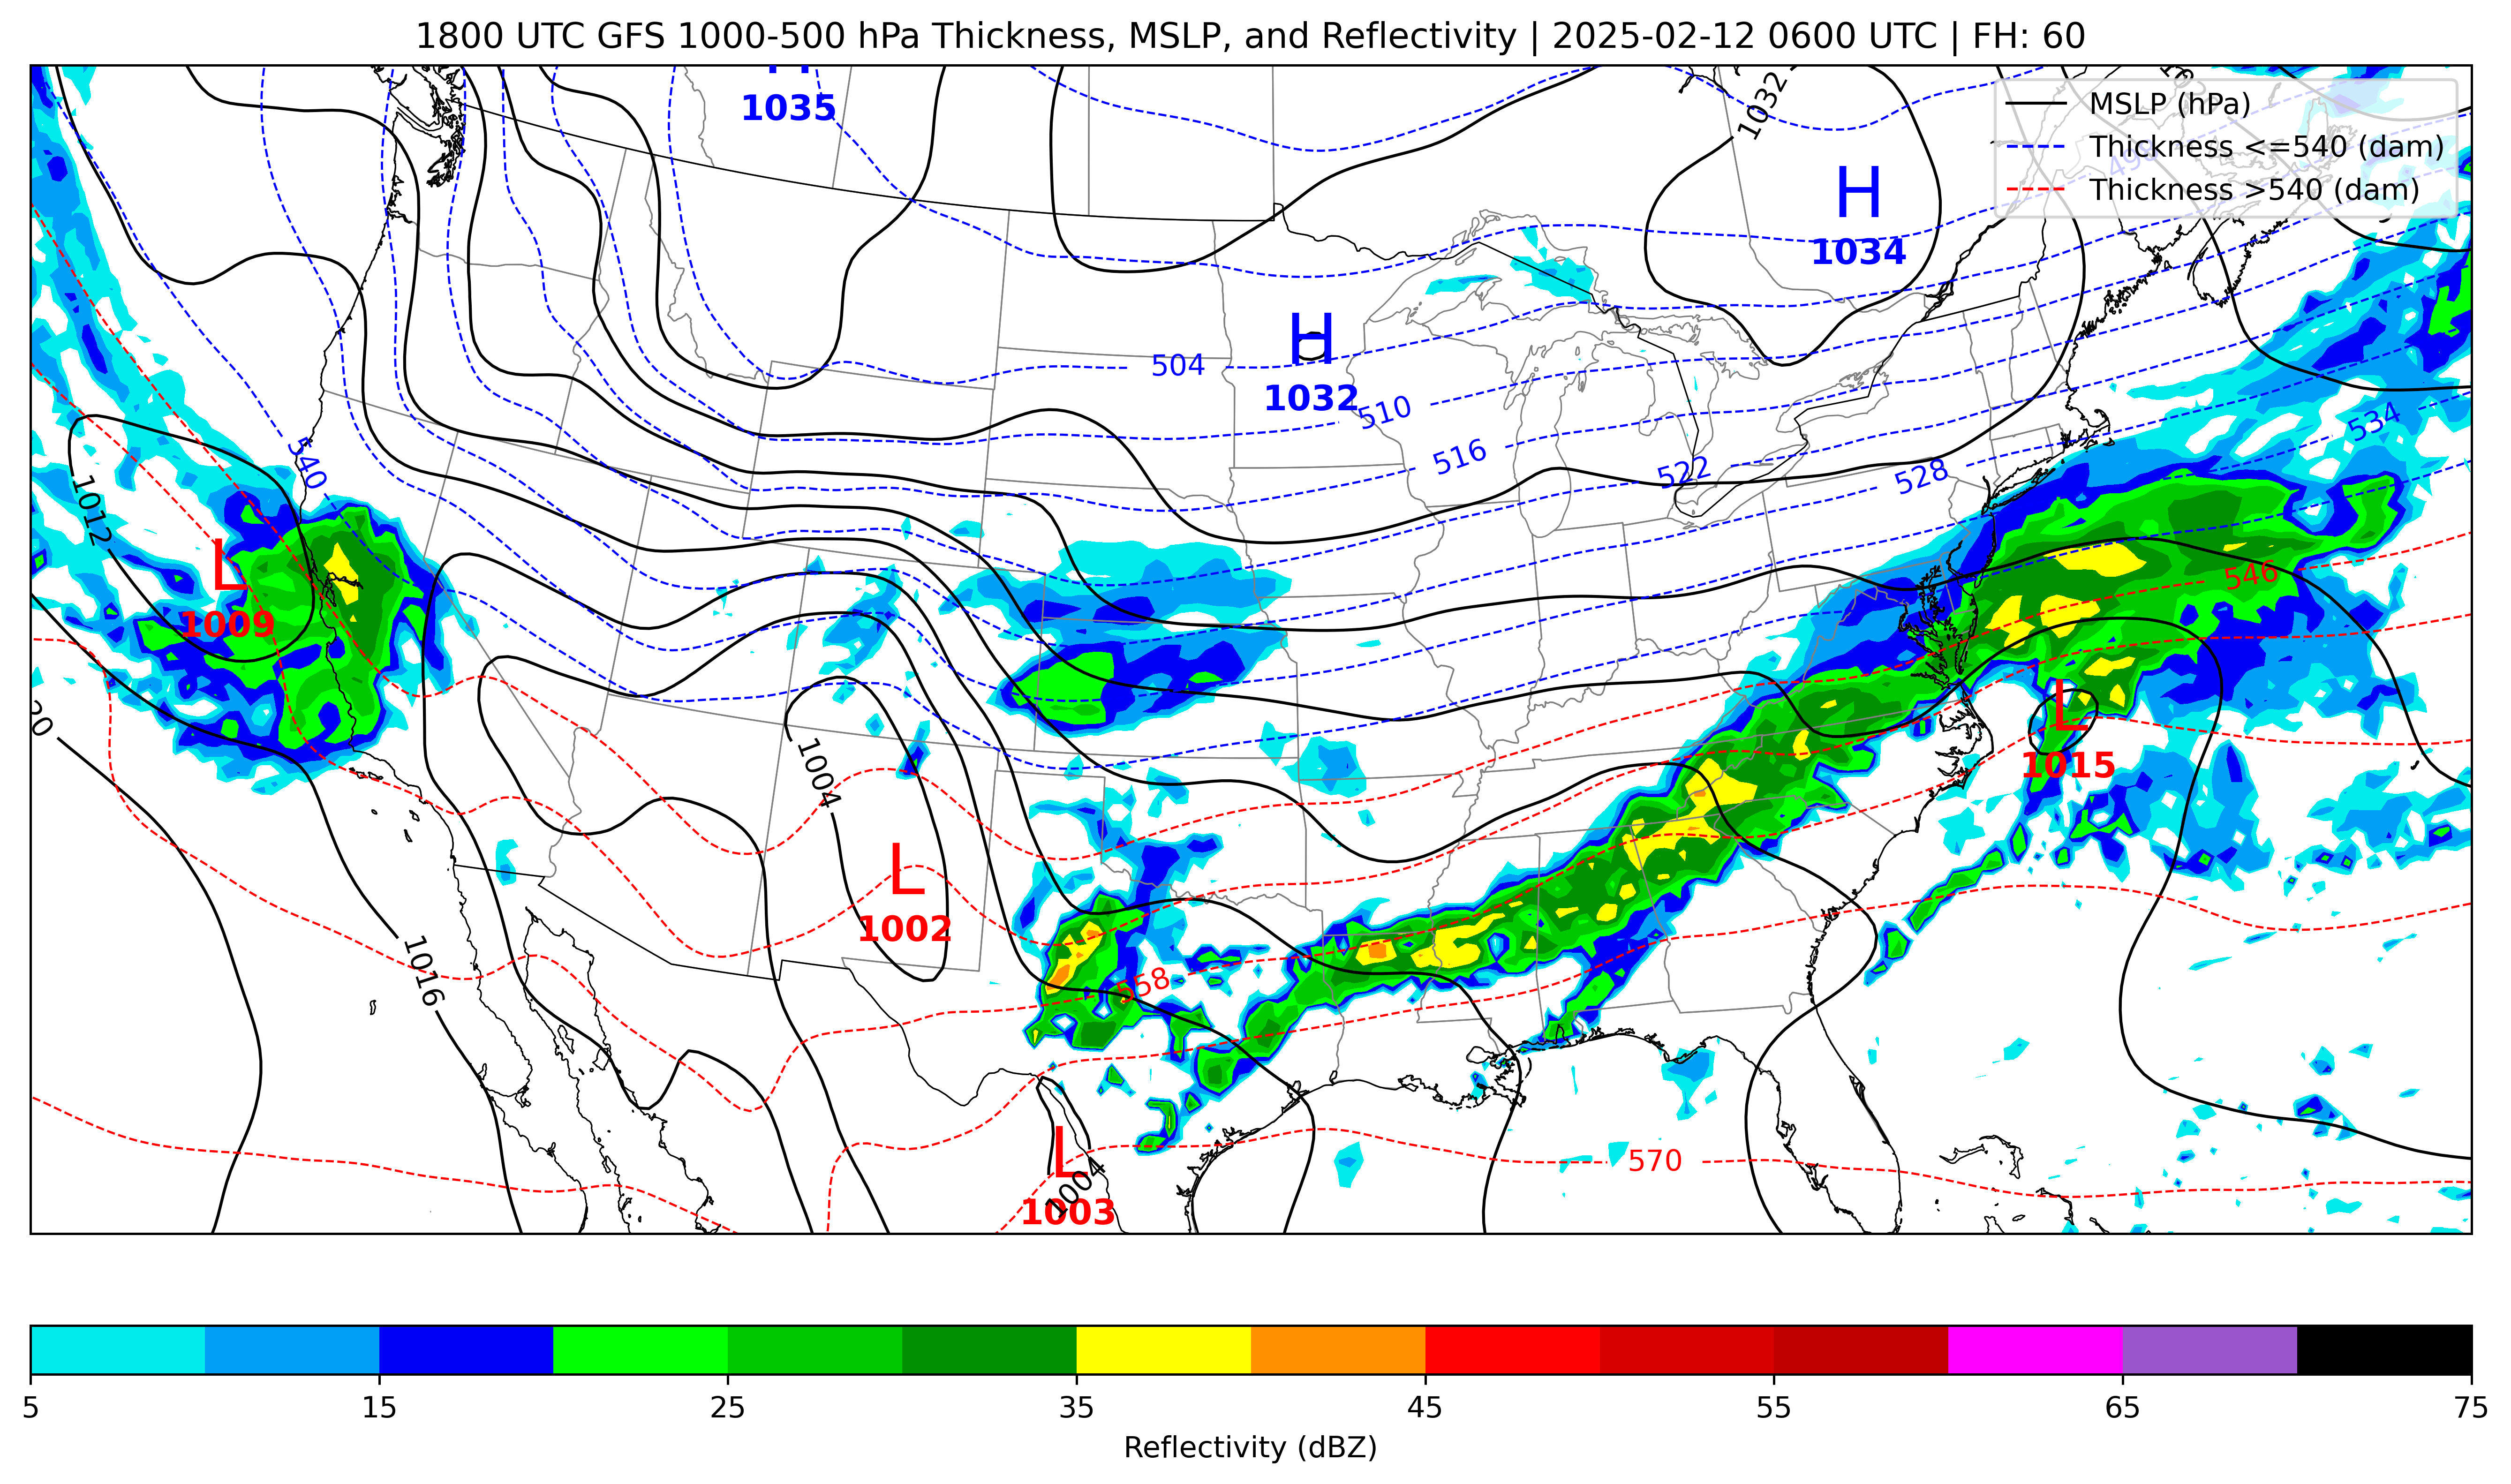 1800 UTC GFS 1000-500 hPa Thickness, MSLP, and Reflectivity | 2025-02-12 0600 UTC | FH: 60
MSLP (hPa)
Thickness <=540 (dam)
Thickness >540 (dam)
1035
1032
H
1034
H
1032
504
510
516
522
528
534
540
546
1012
L
1009
L
1015
1004
L
1002
1016
558
570
L
1004
1003
5 15 25 35 45 55 65 75
Reflectivity (dBZ)